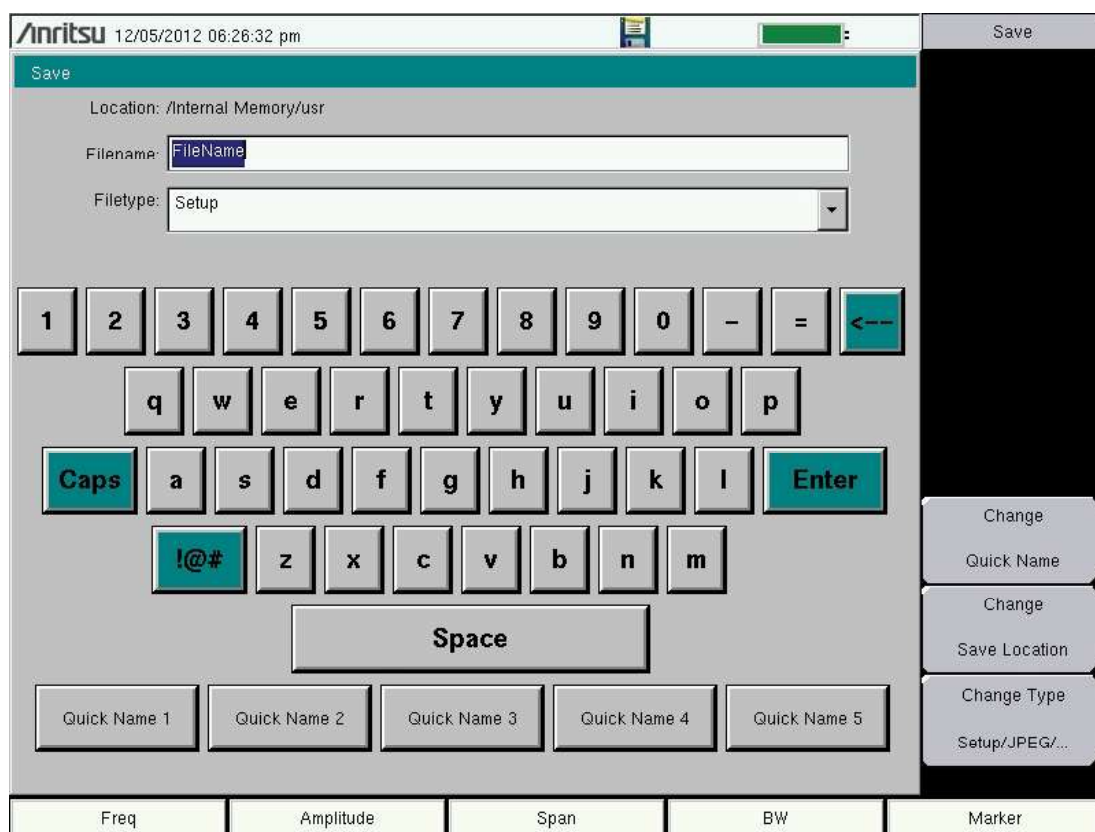 /Inritsu 12/05/2012 06:26:32 pm
Save
Save
Location: /Internal Memory/usr
Filename: FileName
Filetype: Setup
1 2 3 4 5 6 7 8 9 0 – = <--
q w e r t y u i o p
Caps a s d f g h j k l Enter
!@# z x c v b n m
Space
Quick Name 1 Quick Name 2 Quick Name 3 Quick Name 4 Quick Name 5
Change
Quick Name
Change
Save Location
Change Type
Setup/JPEG/...
Freq Amplitude Span BW Marker